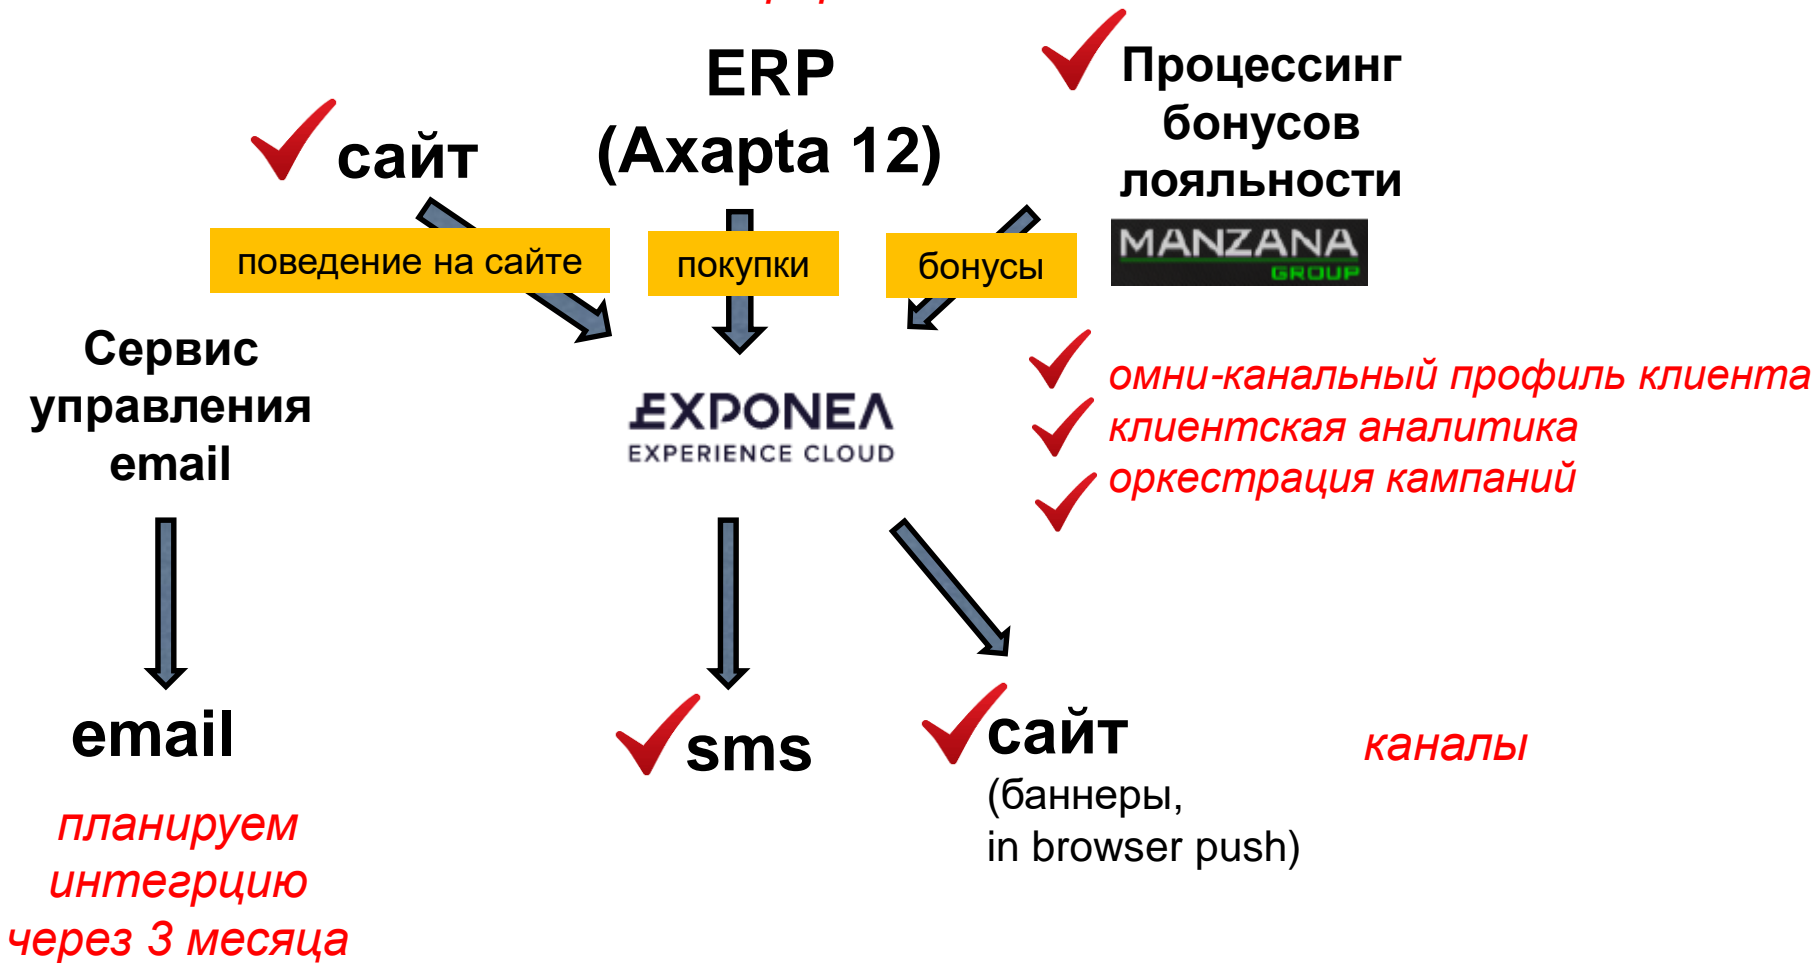 ERP
(Axapta 12)
Процессинг
бонусов
лояльности
сайт
MANZANA
GROUP
поведение на сайте
покупки
бонусы
Сервис
управления
email
EXPONEA
EXPERIENCE CLOUD
омни-канальный профиль клиента
клиентская аналитика
оркестрация кампаний
email
sms
сайт
(баннеры,
in browser push)
каналы
планируем
интегрцию
через 3 месяца